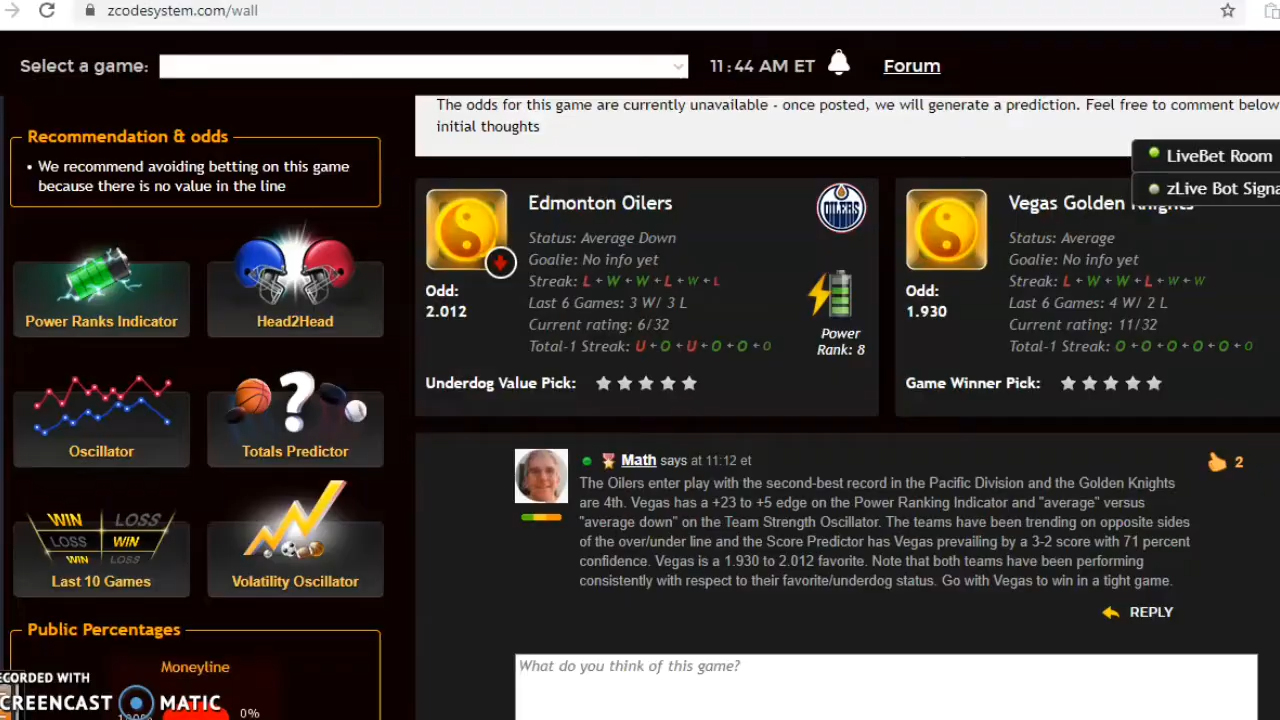 zcodesystem.com/wall
Select a game:
11:44 AM ET
Forum
Recommendation & odds
• We recommend avoiding betting on this game
because there is no value in the line
Power Ranks Indicator
Head2Head
Oscillator
Totals Predictor
WIN LOSS
LOSS WIN
WIN LOSS
Last 10 Games
Volatility Oscillator
Public Percentages
Moneyline
0%
100%
ECORDED WITH
CREENCAST MATIC
The odds for this game are currently unavailable - once posted, we will generate a prediction. Feel free to comment below
initial thoughts
LiveBet Room
zLive Bot Signa
Edmonton Oilers
OILERS
Status: Average Down
Goalie: No info yet
Streak: L ← W ← W ← L ← W ← L
Last 6 Games: 3 W/ 3 L
Current rating: 6/32
Total-1 Streak: U ← O ← U ← O ← O ← O
Odd:
2.012
Power
Rank: 8
Underdog Value Pick:
Vegas Golden Knights
Status: Average
Goalie: No info yet
Streak: L ← W ← W ← L ← W ← W
Last 6 Games: 4 W/ 2 L
Current rating: 11/32
Total-1 Streak: O ← O ← O ← O ← O ← O
Odd:
1.930
Game Winner Pick:
Math says at 11:12 et
2
The Oilers enter play with the second-best record in the Pacific Division and the Golden Knights
are 4th. Vegas has a +23 to +5 edge on the Power Ranking Indicator and "average" versus
"average down" on the Team Strength Oscillator. The teams have been trending on opposite sides
of the over/under line and the Score Predictor has Vegas prevailing by a 3-2 score with 71 percent
confidence. Vegas is a 1.930 to 2.012 favorite. Note that both teams have been performing
consistently with respect to their favorite/underdog status. Go with Vegas to win in a tight game.
REPLY
What do you think of this game?